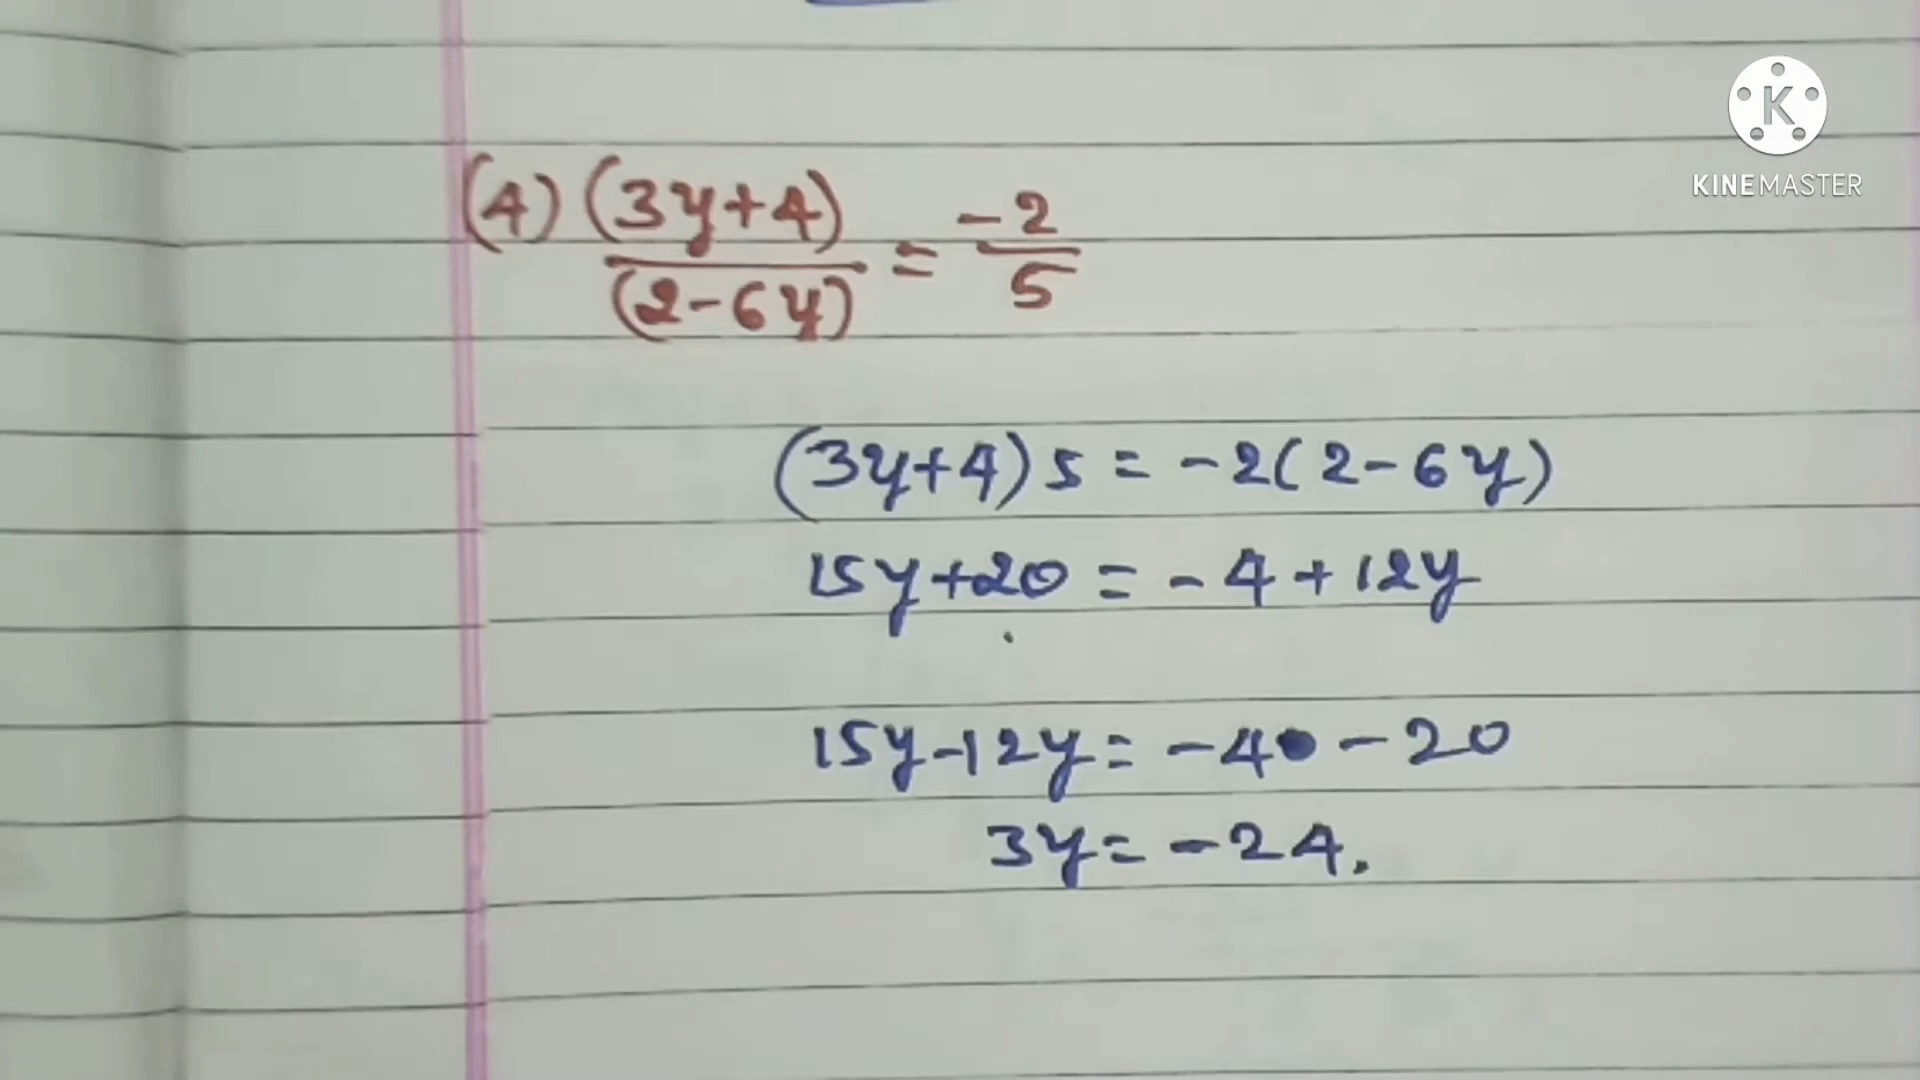 KINEMASTER
(4) (3y+4)/(2-6y) = -2/5
(3y+4)5 = -2(2-6y)
15y+20 = -4+12y
15y-12y = -4 -20
3y = -24.